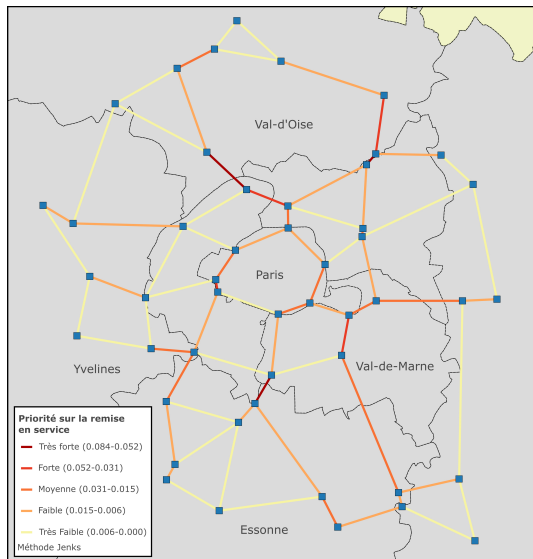 Val-d'Oise
Paris
Yvelines
Val-de-Marne
Priorité sur la remise
en service
Très forte (0.084-0.052)
Forte (0.052-0.031)
Moyenne (0.031-0.015)
Faible (0.015-0.006)
Très Faible (0.006-0.000)
Méthode Jenks
Essonne